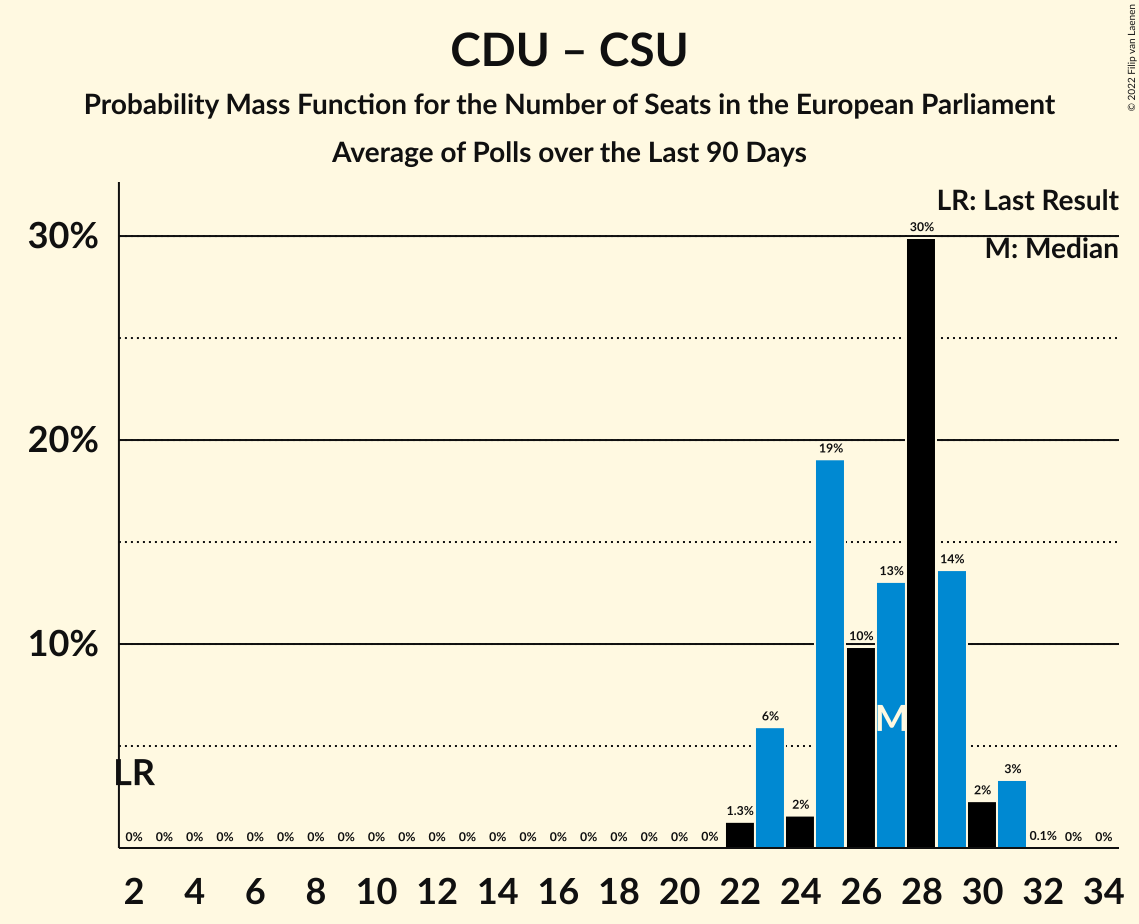 CDU – CSU
Probability Mass Function for the Number of Seats in the European Parliament
Average of Polls over the Last 90 Days
© 2022 Filip van Laenen
LR: Last Result
M: Median
30%
20%
10%
LR
M
0% 0% 0% 0% 0% 0% 0% 0% 0% 0% 0% 0% 0% 0% 0% 0% 0% 0% 0% 0% 1.3% 6% 2% 19% 10% 13% 30% 14% 2% 3% 0.1% 0% 0%
2 4 6 8 10 12 14 16 18 20 22 24 26 28 30 32 34